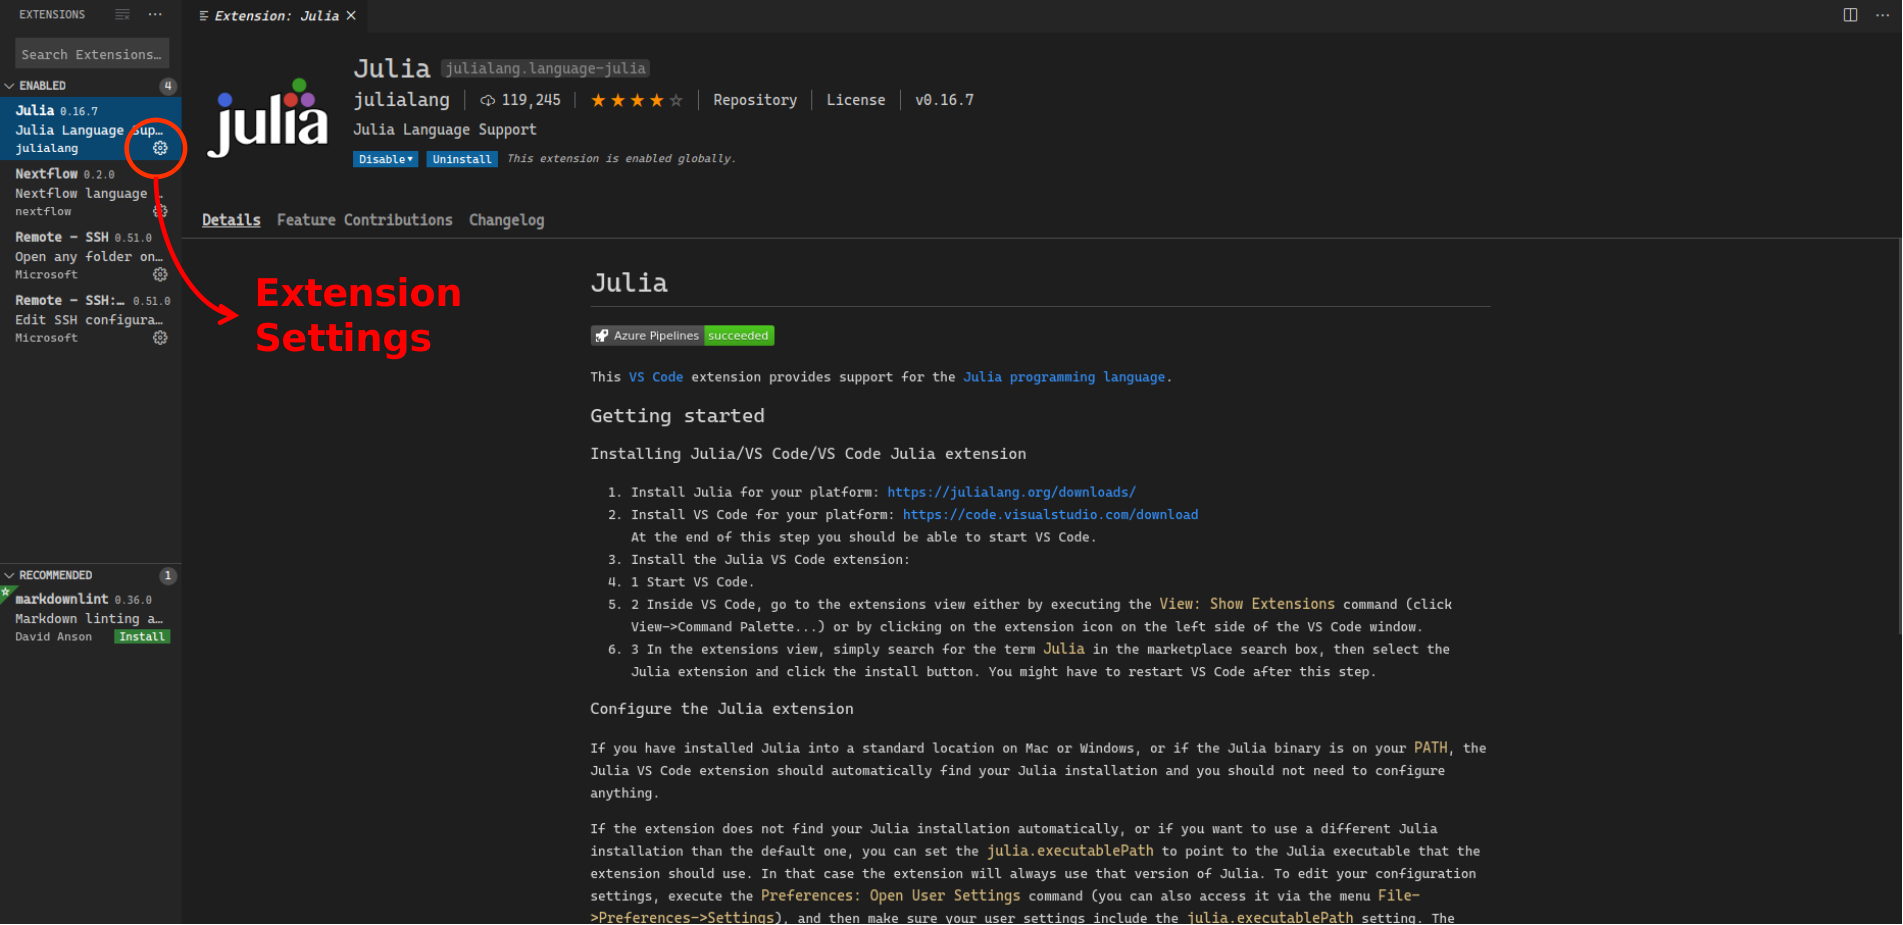 EXTENSIONS
Search Extensions…
ENABLED 4
Julia 0.16.7
Julia Language Sup…
julialang
Nextflow 0.2.0
Nextflow language …
nextflow
Remote - SSH 0.51.0
Open any folder on…
Microsoft
Remote - SSH:… 0.51.0
Edit SSH configura…
Microsoft
RECOMMENDED 1
markdownlint 0.36.0
Markdown linting a…
David Anson Install
Extension: Julia
julia
Julia julialang.language-julia
julialang 119,245 Repository License v0.16.7
Julia Language Support
Disable Uninstall This extension is enabled globally.
Details Feature Contributions Changelog
Extension
Settings
Julia
Azure Pipelines succeeded
This VS Code extension provides support for the Julia programming language.
Getting started
Installing Julia/VS Code/VS Code Julia extension
1. Install Julia for your platform: https://julialang.org/downloads/
2. Install VS Code for your platform: https://code.visualstudio.com/download
At the end of this step you should be able to start VS Code.
3. Install the Julia VS Code extension:
4. 1 Start VS Code.
5. 2 Inside VS Code, go to the extensions view either by executing the View: Show Extensions command (click
View->Command Palette...) or by clicking on the extension icon on the left side of the VS Code window.
6. 3 In the extensions view, simply search for the term Julia in the marketplace search box, then select the
Julia extension and click the install button. You might have to restart VS Code after this step.
Configure the Julia extension
If you have installed Julia into a standard location on Mac or Windows, or if the Julia binary is on your PATH, the
Julia VS Code extension should automatically find your Julia installation and you should not need to configure
anything.
If the extension does not find your Julia installation automatically, or if you want to use a different Julia
installation than the default one, you can set the julia.executablePath to point to the Julia executable that the
extension should use. In that case the extension will always use that version of Julia. To edit your configuration
settings, execute the Preferences: Open User Settings command (you can also access it via the menu File-
>Preferences->Settings), and then make sure your user settings include the julia.executablePath setting. The